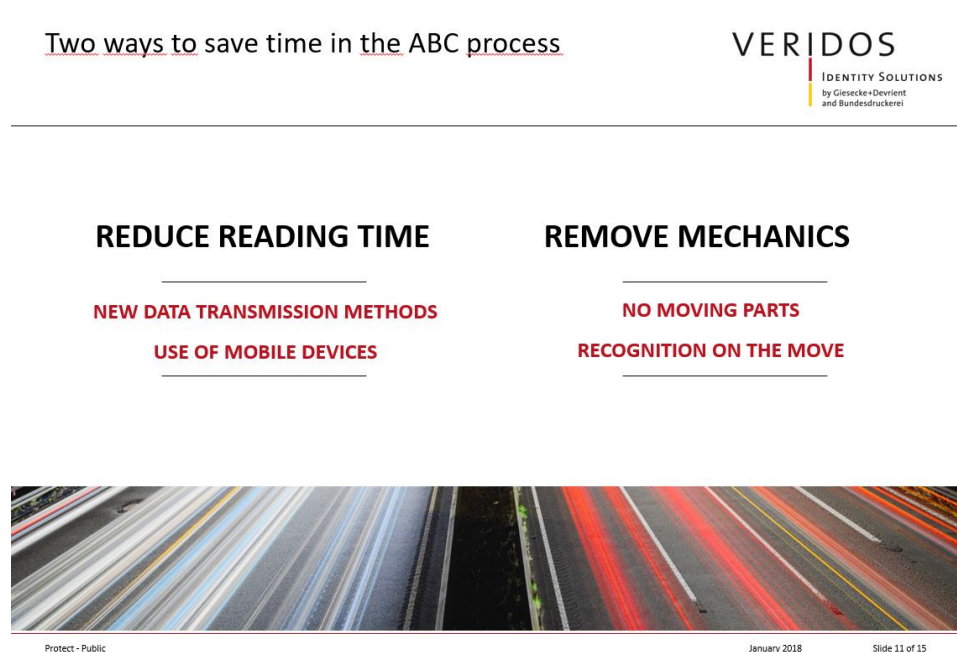 Two ways to save time in the ABC process
VERIDOS
IDENTITY SOLUTIONS
by Giesecke+Devrient
and Bundesdruckerei
REDUCE READING TIME
NEW DATA TRANSMISSION METHODS
USE OF MOBILE DEVICES
REMOVE MECHANICS
NO MOVING PARTS
RECOGNITION ON THE MOVE
Protect - Public
January 2018
Slide 11 of 15